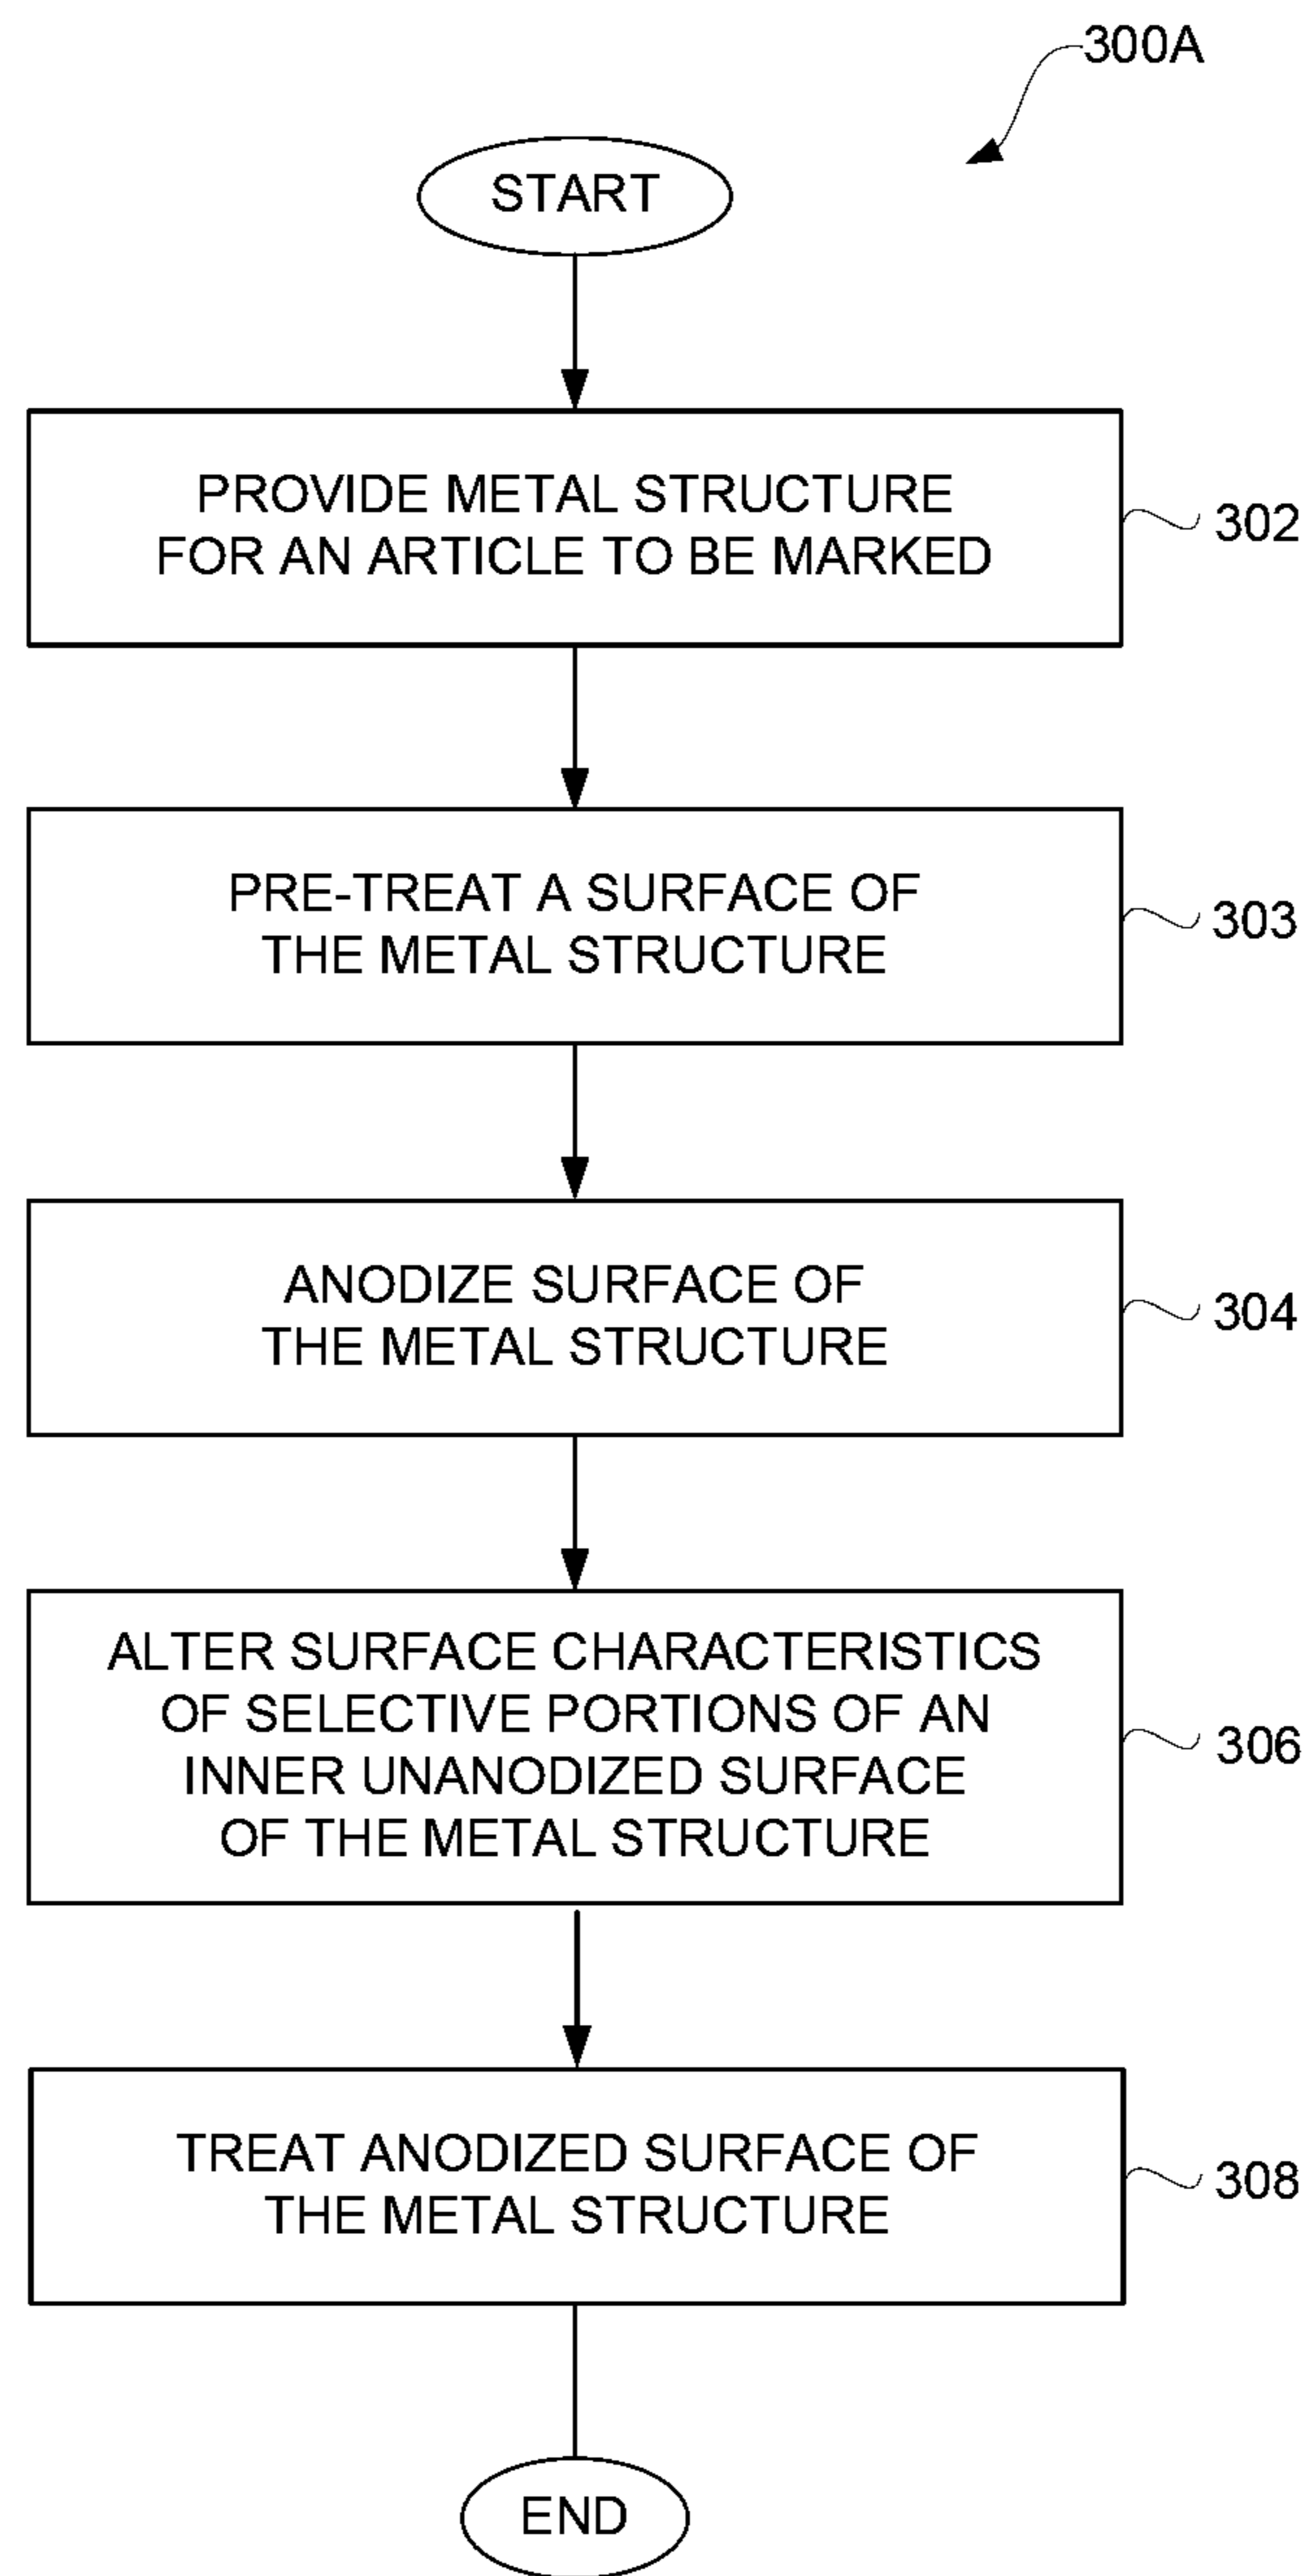 300A
START
PROVIDE METAL STRUCTURE
FOR AN ARTICLE TO BE MARKED
302
PRE-TREAT A SURFACE OF
THE METAL STRUCTURE
303
ANODIZE SURFACE OF
THE METAL STRUCTURE
304
ALTER SURFACE CHARACTERISTICS
OF SELECTIVE PORTIONS OF AN
INNER UNANODIZED SURFACE
OF THE METAL STRUCTURE
306
TREAT ANODIZED SURFACE OF
THE METAL STRUCTURE
308
END